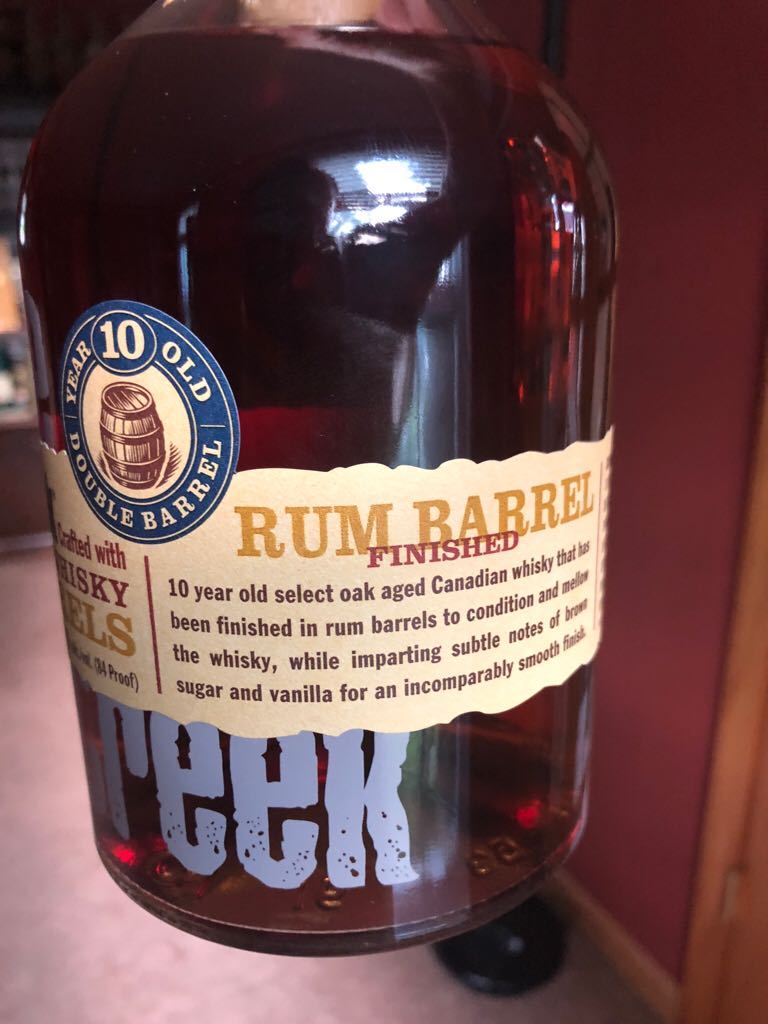 YEAR 10 OLD
DOUBLE BARREL
Crafted with
HISKY
ELS
(84 Proof)
RUM BARREL
FINISHED
10 year old select oak aged Canadian whisky that has
been finished in rum barrels to condition and mellow
the whisky, while imparting subtle notes of brown
sugar and vanilla for an incomparably smooth finish.
reek